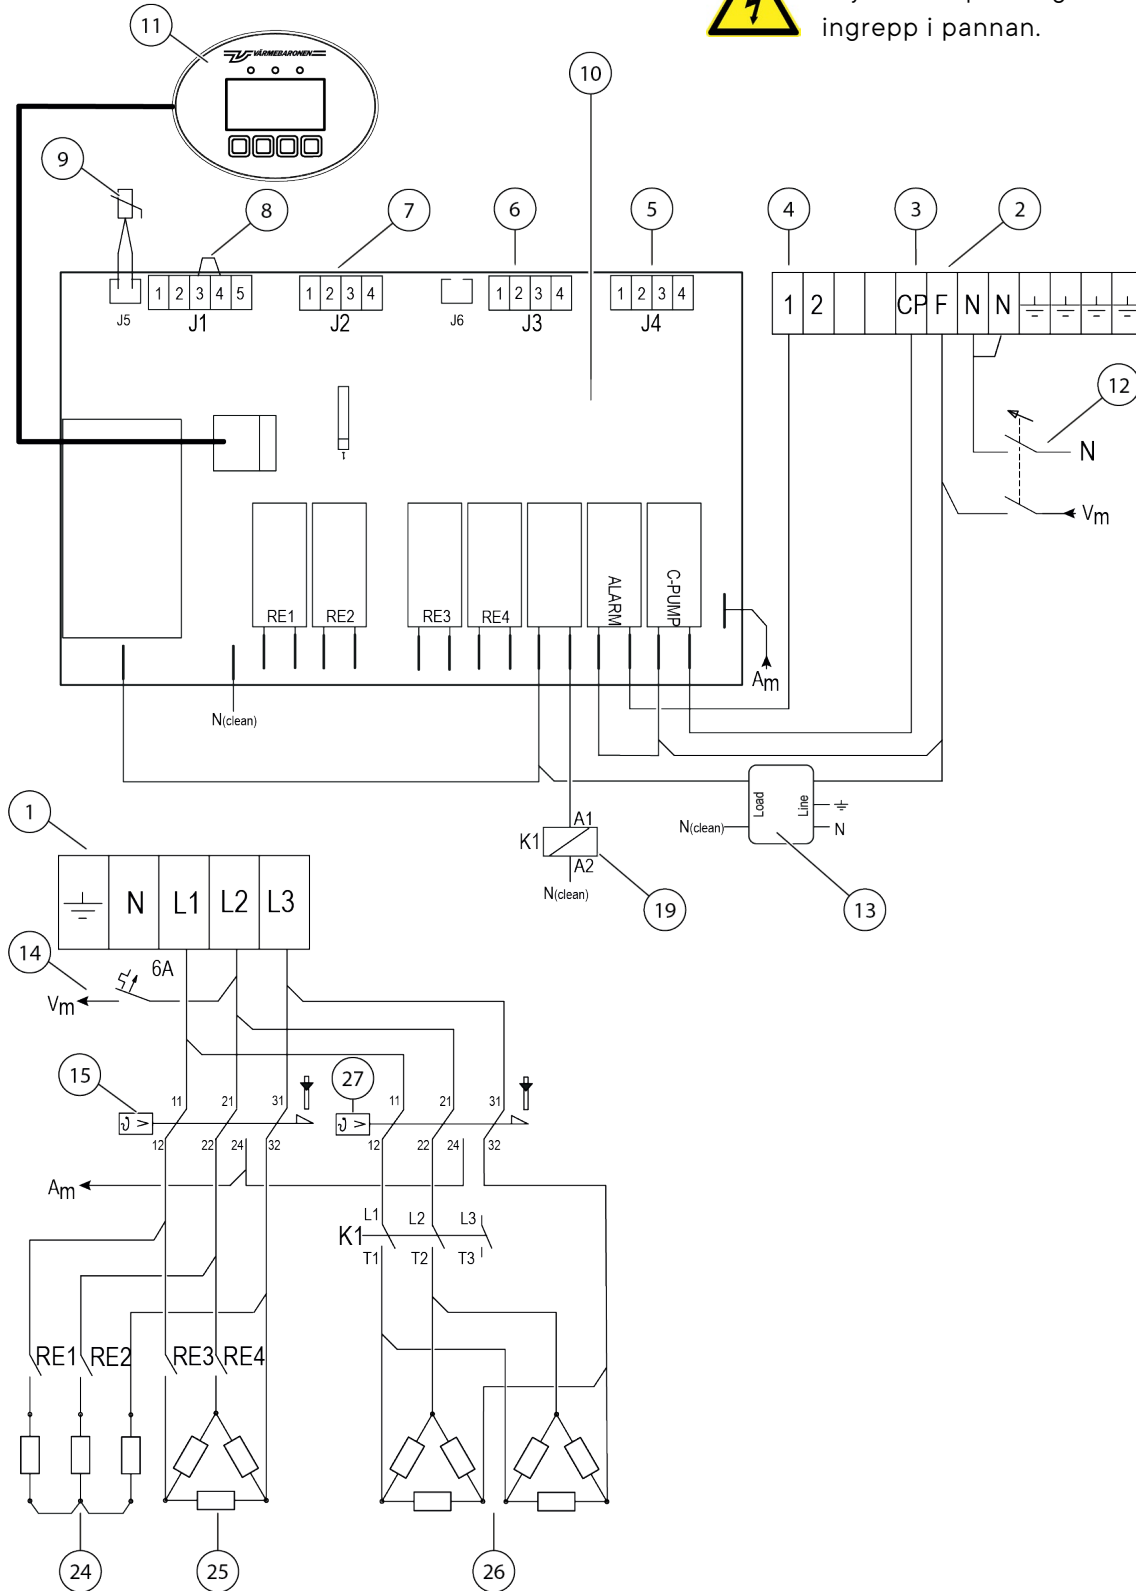 ingrepp i pannan.
11
VÄRMEBARONEN
10
9
8
7
6
5
4
3
2
1 2 3 4 5
1 2 3 4
1 2 3 4
1 2 3 4
J5
J1
J2
J6
J3
J4
1 2 CP F N N
12
N
Vm
1
RE1
RE2
RE3
RE4
ALARM
C-PUMP
Am
N(clean)
1
K1
A1
A2
N(clean)
19
Load
Line
N(clean)
N
13
N L1 L2 L3
14
6A
Vm
15
27
11 21 31
11 21 31
ϑ >
ϑ >
12 22 24 32
12 22 24 32
Am
L1 L2 L3
K1
T1 T2 T3
RE1 RE2 RE3 RE4
24
25
26